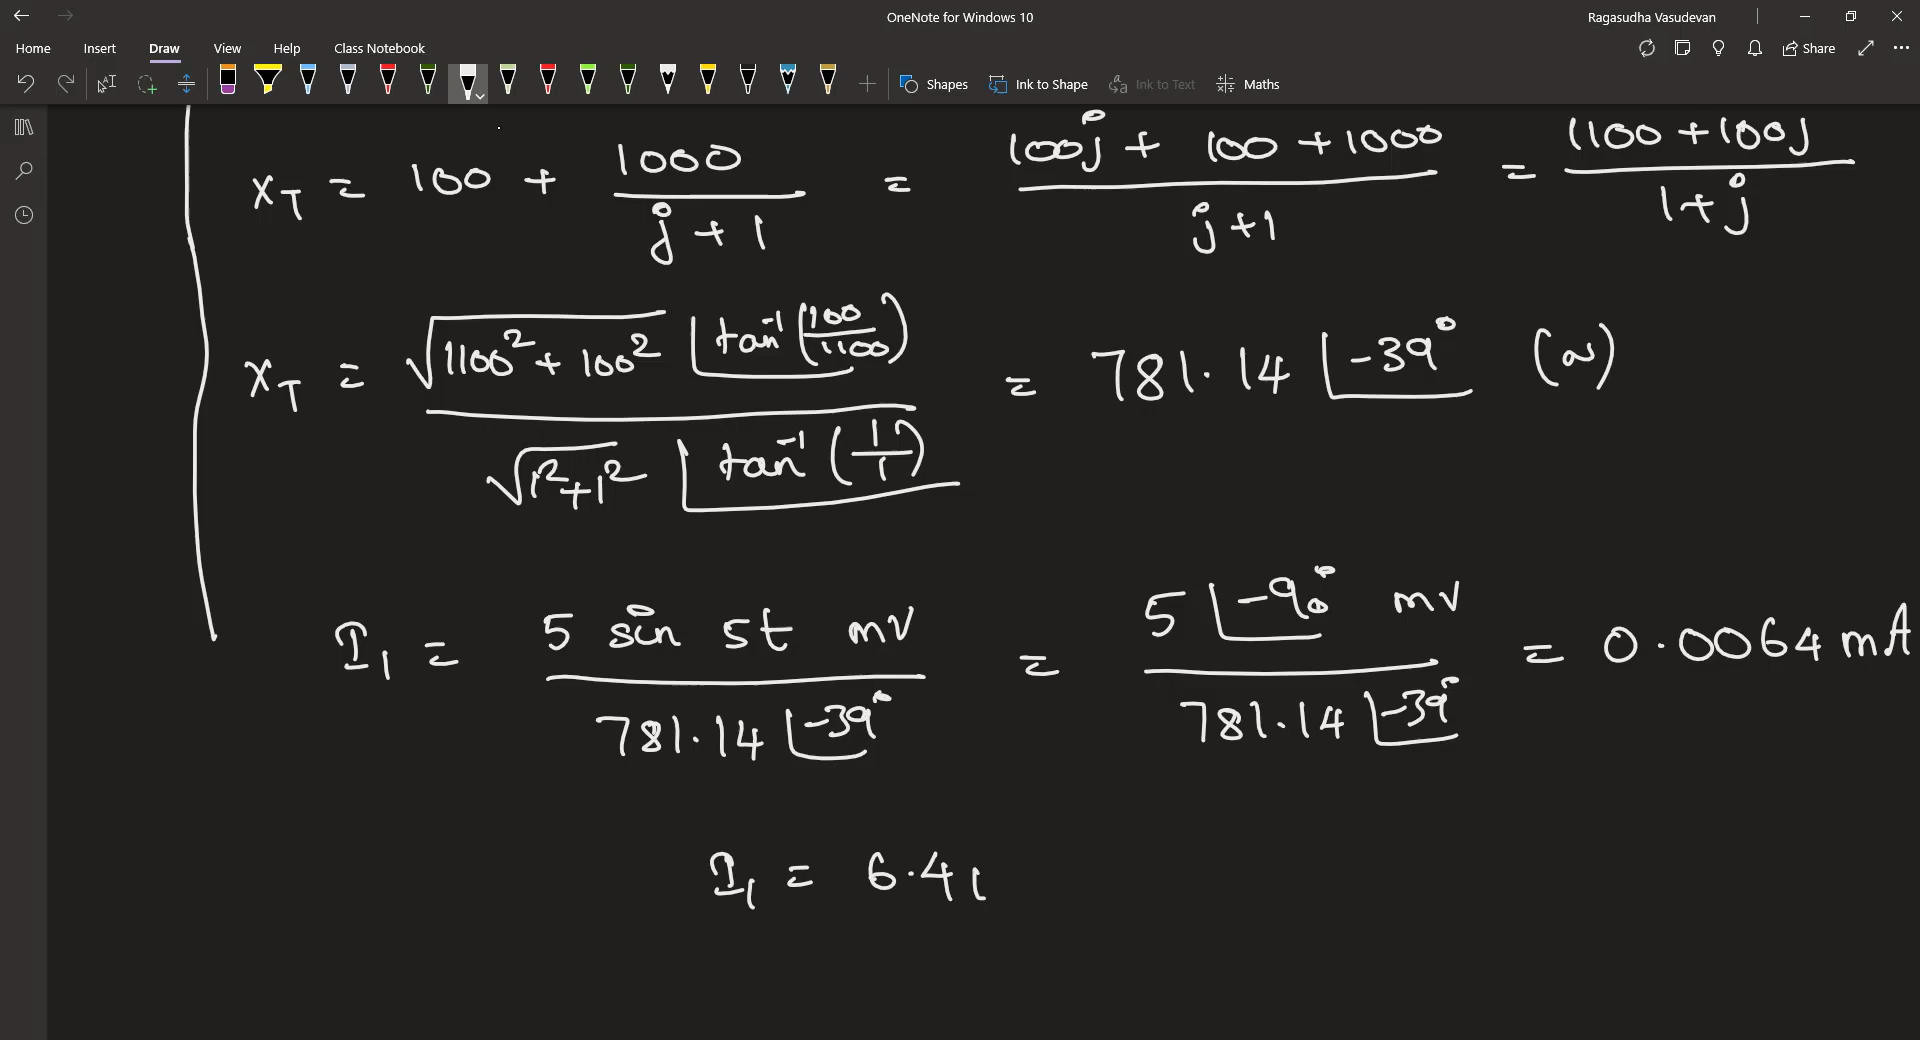 OneNote for Windows 10
Ragasudha Vasudevan
Home Insert Draw View Help Class Notebook
Share
Shapes Ink to Shape Ink to Text Maths
X_T = 100 + 1000/(j + 1) = (100j + 100 + 1000)/(j + 1) = (1100 + 100j)/(1 + j)
X_T = √(1100² + 100²) ∠tan⁻¹(100/1100) / √(1² + 1²) ∠tan⁻¹(1/1) = 781.14 ∠-39°
I₁ = 5 sin 5t mV / 781.14 ∠-39° = 5 ∠-90° mV / 781.14 ∠-39° = 0.0064 mA
I₁ = 6.4